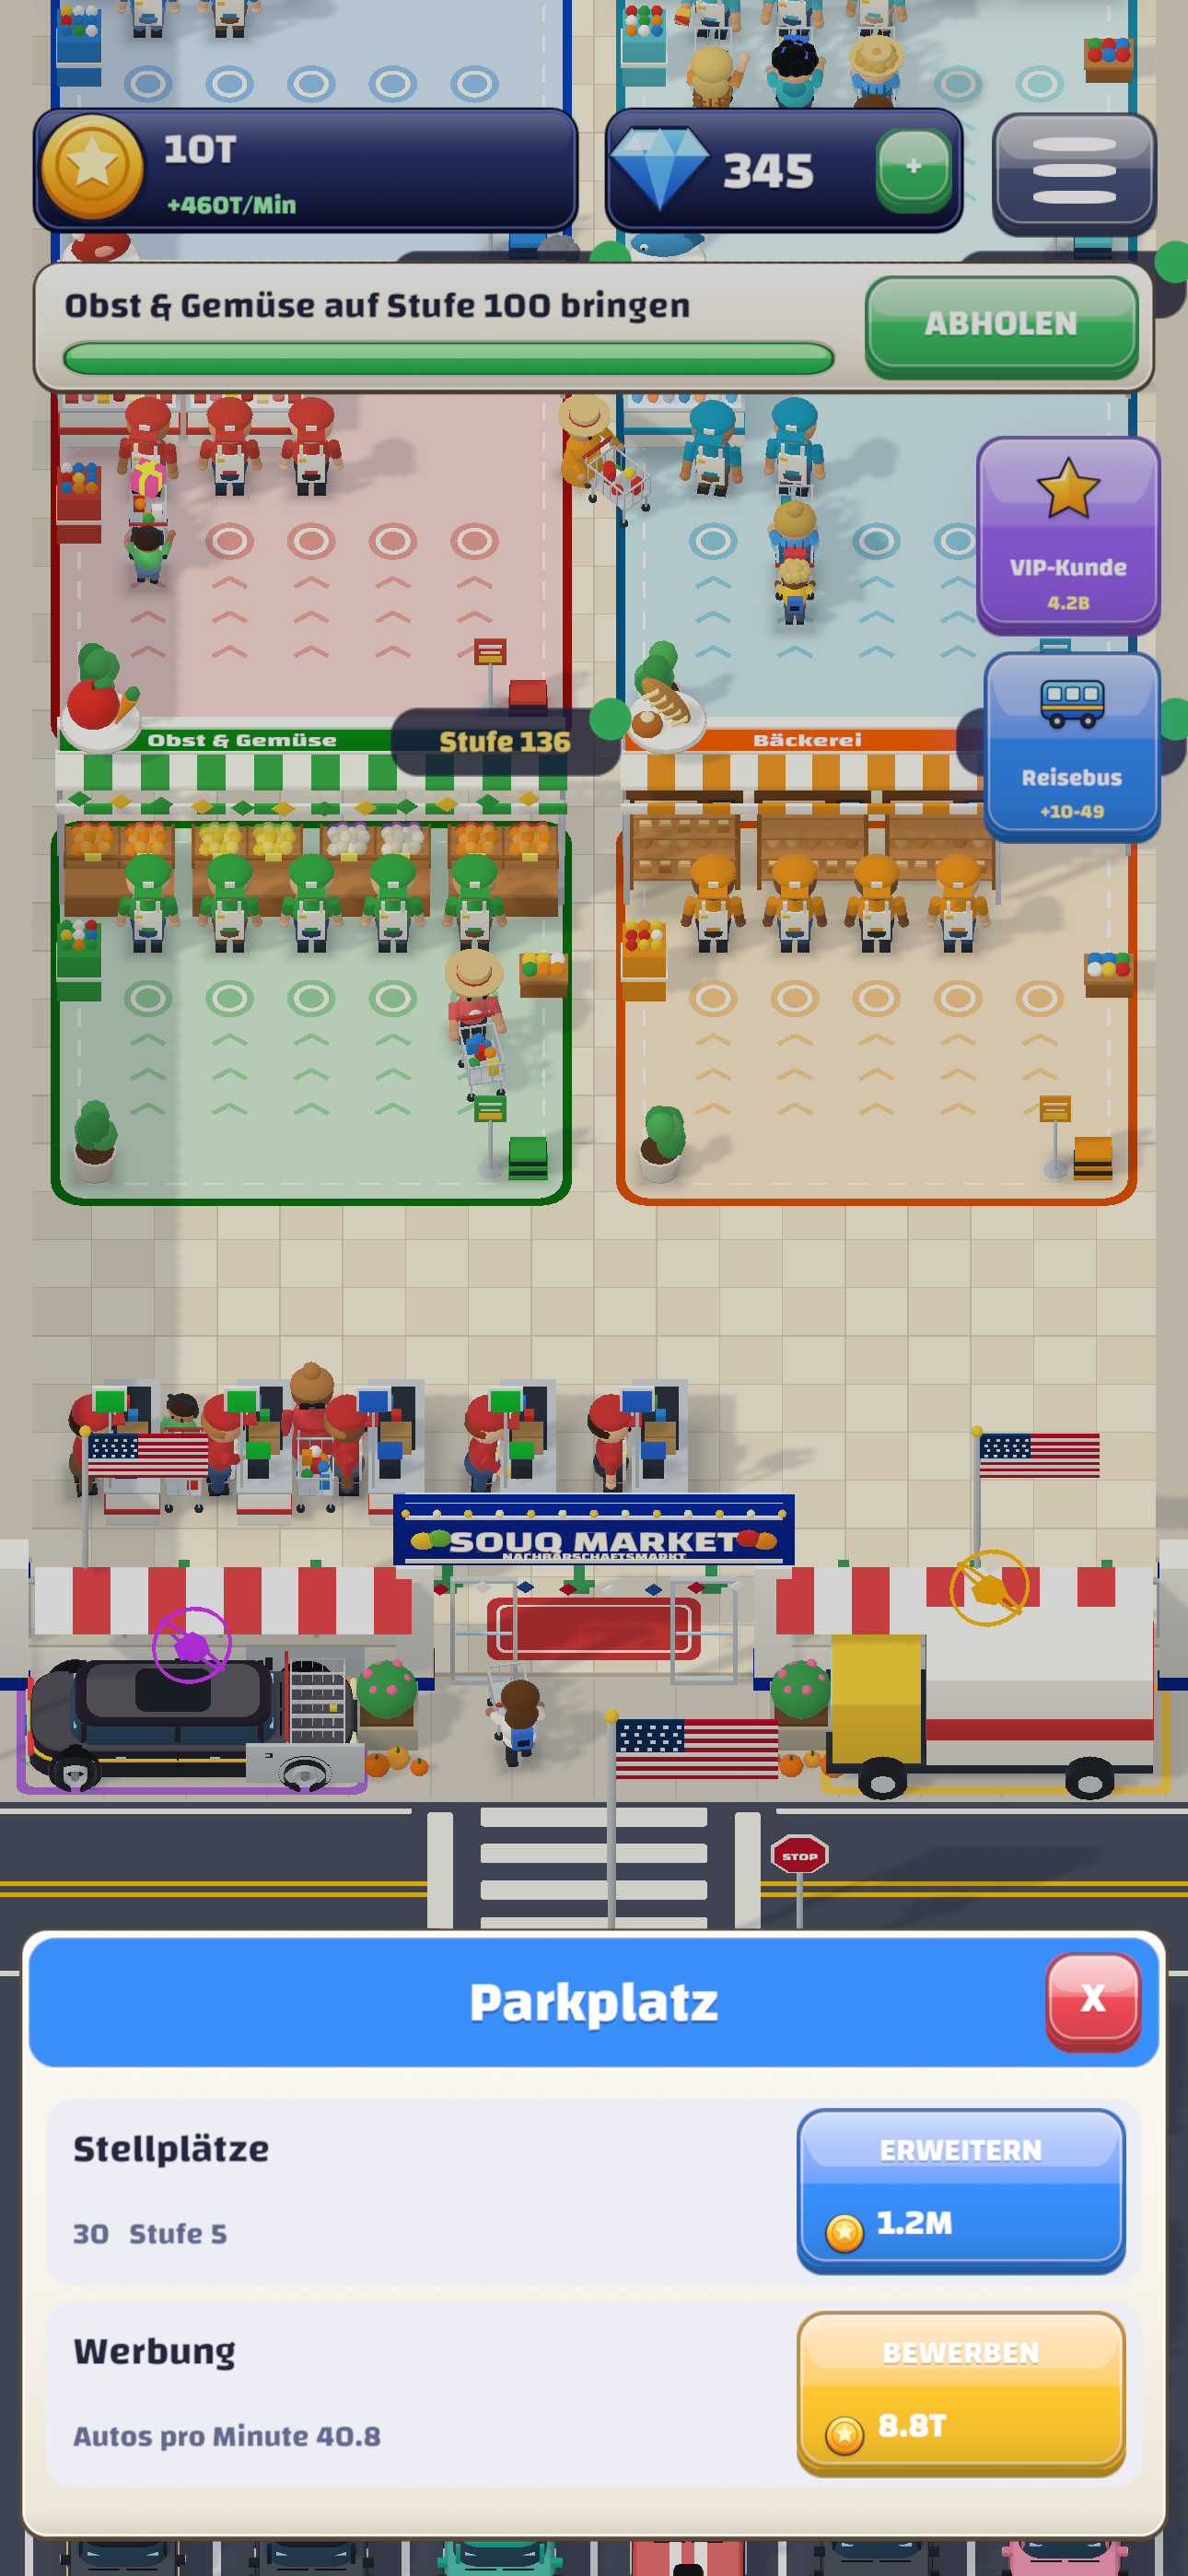 10T
+460T/Min
345
+
Obst & Gemüse auf Stufe 100 bringen
ABHOLEN
VIP-Kunde
4.2B
Reisebus
+10-49
Obst & Gemüse
Stufe 136
Bäckerei
SOUQ MARKET
NACHBARSCHAFTSMARKT
STOP
Parkplatz
X
Stellplätze
30 Stufe 5
ERWEITERN
1.2M
Werbung
Autos pro Minute 40.8
BEWERBEN
8.8T